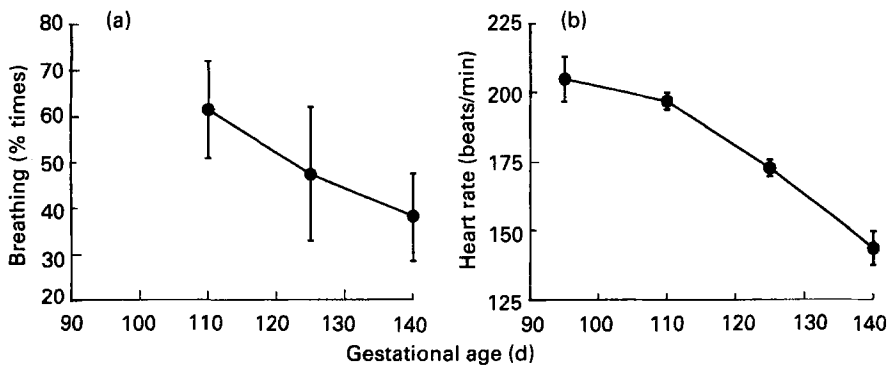 (a)
Breathing (% times)
80
70
60
50
40
30
20
90 100 110 120 130 140
(b)
Heart rate (beats/min)
225
200
175
150
125
90 100 110 120 130 140
Gestational age (d)